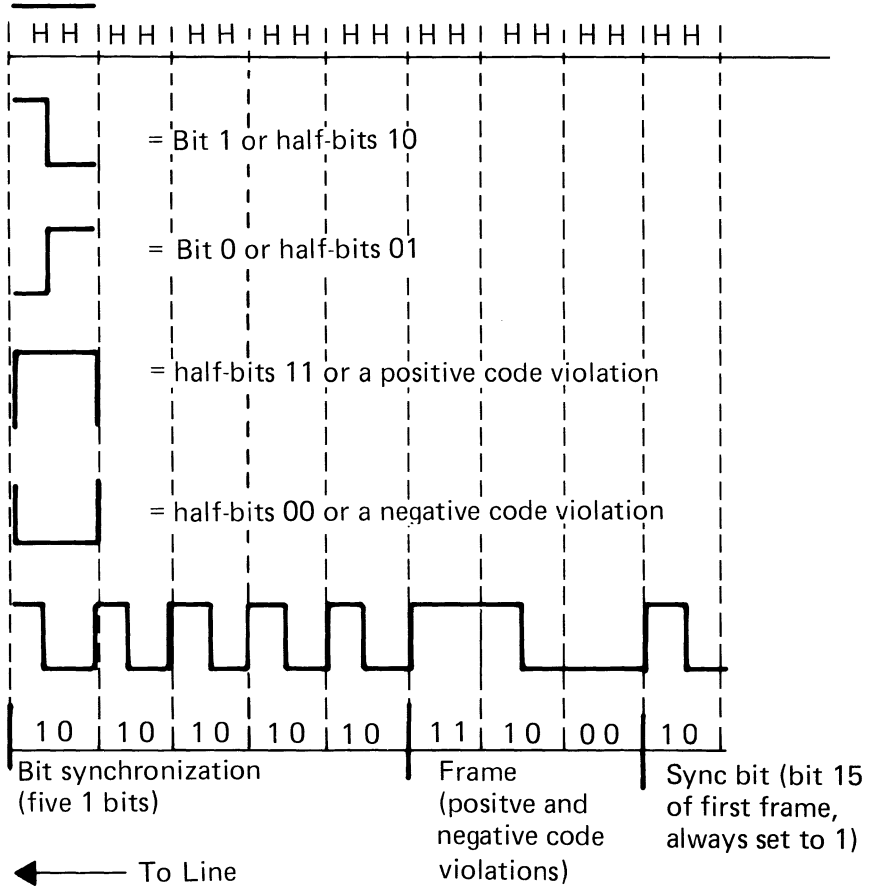 H H H H H H H H H H H H H H H H H H
= Bit 1 or half-bits 10
= Bit 0 or half-bits 01
= half-bits 11 or a positive code violation
= half-bits 00 or a negative code violation
1 0 1 0 1 0 1 0 1 0 1 1 1 0 0 0 1 0
Bit synchronization
(five 1 bits)
Frame
(positve and
negative code
violations)
Sync bit (bit 15
of first frame,
always set to 1)
To Line